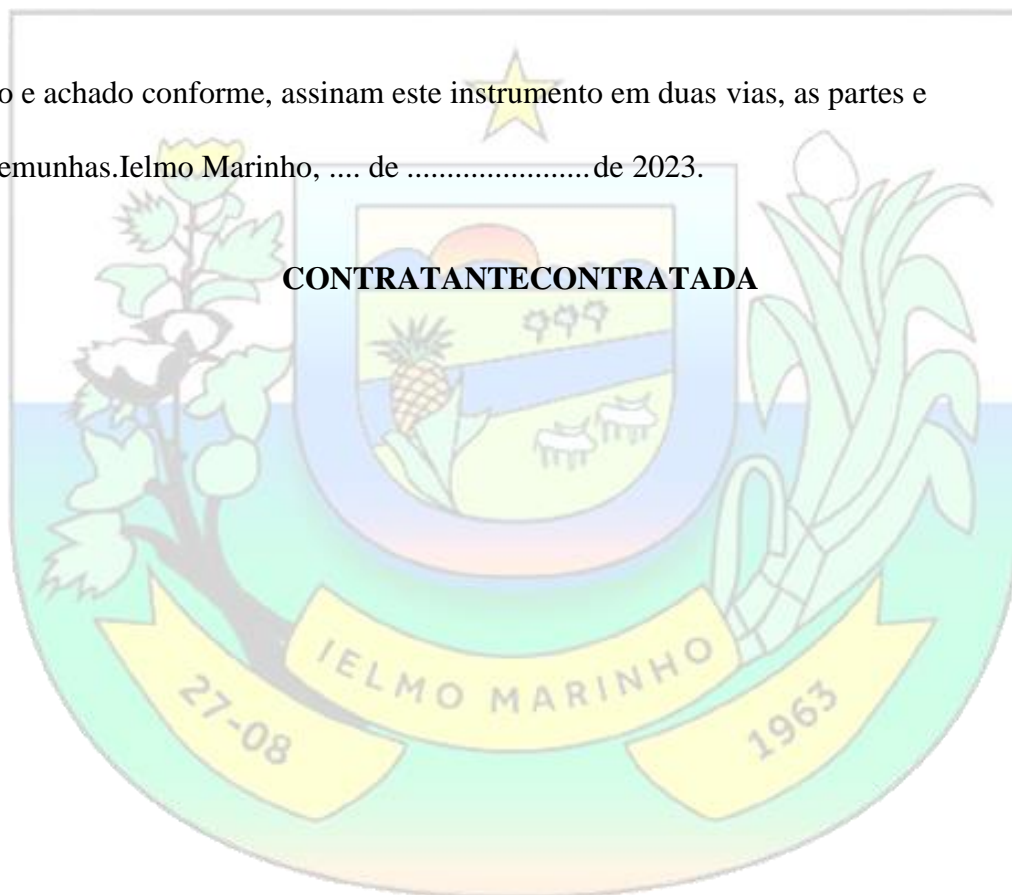 o e achado conforme, assinam este instrumento em duas vias, as partes e
emunhas.Ielmo Marinho, .... de ....................... de 2023.
CONTRATANTECONTRATADA
IELMO MARINHO
27-08
1963